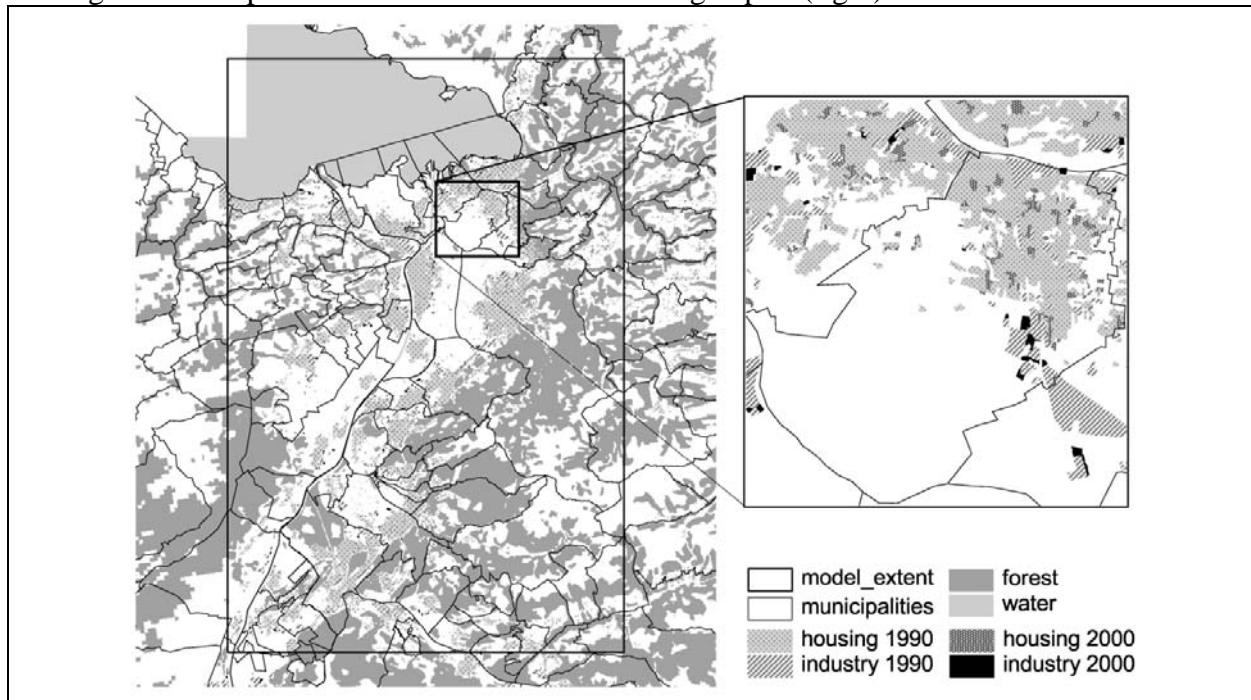 model_extent forest
municipalities water
housing 1990 housing 2000
industry 1990 industry 2000